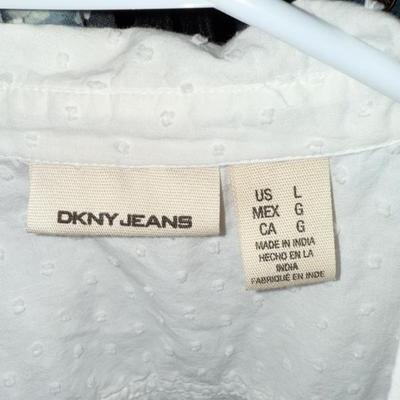 DKNY JEANS
US L
MEX G
CA G
MADE IN INDIA
HECHO EN LA
INDIA
FABRIQUÉ EN INDE